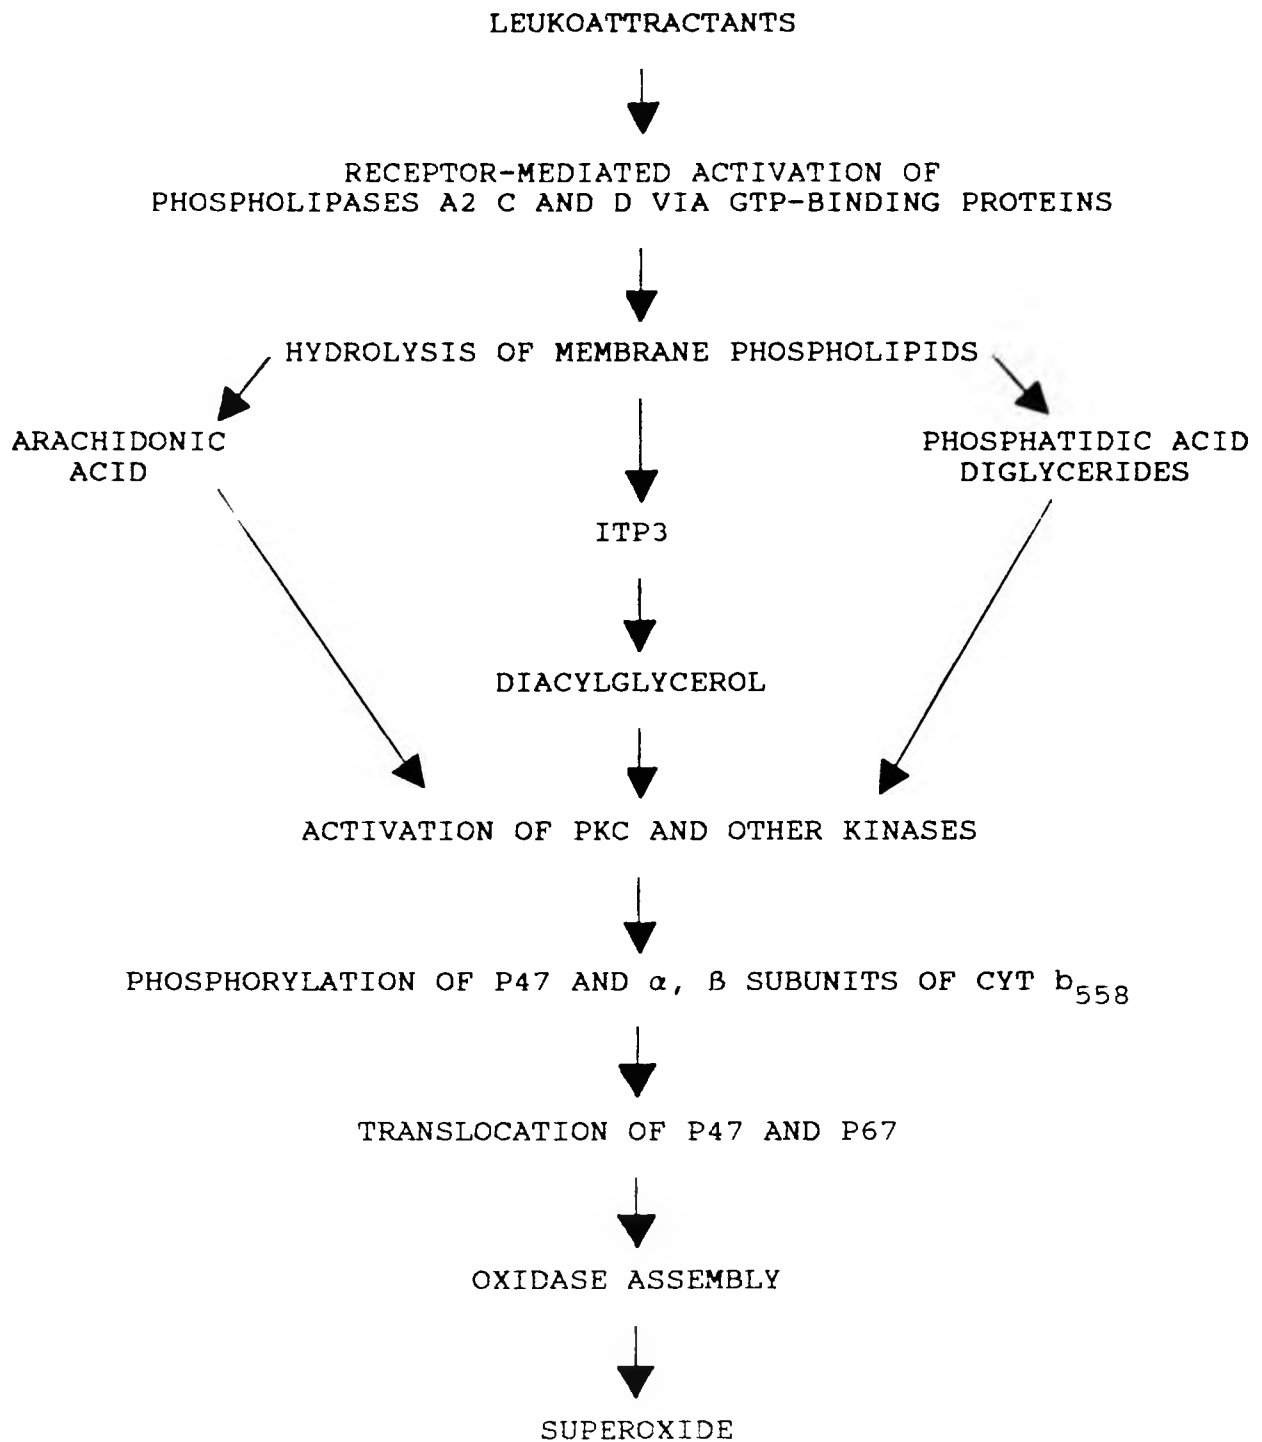 LEUKOATTRACTANTS
RECEPTOR-MEDIATED ACTIVATION OF
PHOSPHOLIPASES A2 C AND D VIA GTP-BINDING PROTEINS
HYDROLYSIS OF MEMBRANE PHOSPHOLIPIDS
ARACHIDONIC
ACID
PHOSPHATIDIC ACID
DIGLYCERIDES
ITP3
DIACYLGLYCEROL
ACTIVATION OF PKC AND OTHER KINASES
PHOSPHORYLATION OF P47 AND α, ß SUBUNITS OF CYT b558
TRANSLOCATION OF P47 AND P67
OXIDASE ASSEMBLY
SUPEROXIDE